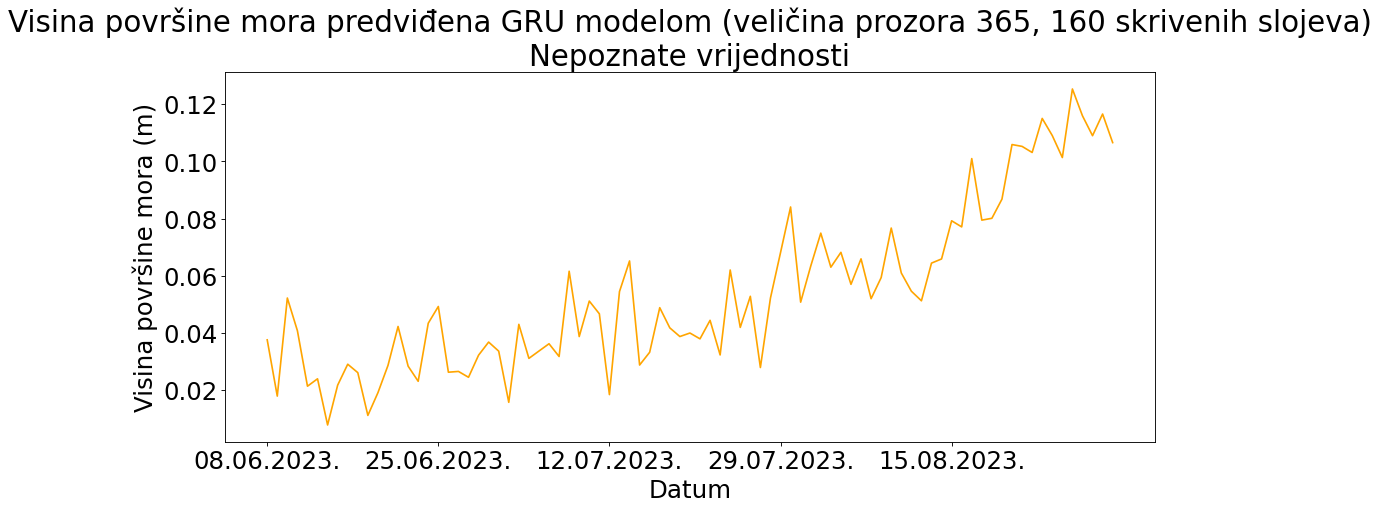 Visina površine mora predviđena GRU modelom (veličina prozora 365, 160 skrivenih slojeva)
Nepoznate vrijednosti
Visina površine mora (m)
0.12
0.10
0.08
0.06
0.04
0.02
08.06.2023. 25.06.2023. 12.07.2023. 29.07.2023. 15.08.2023.
Datum